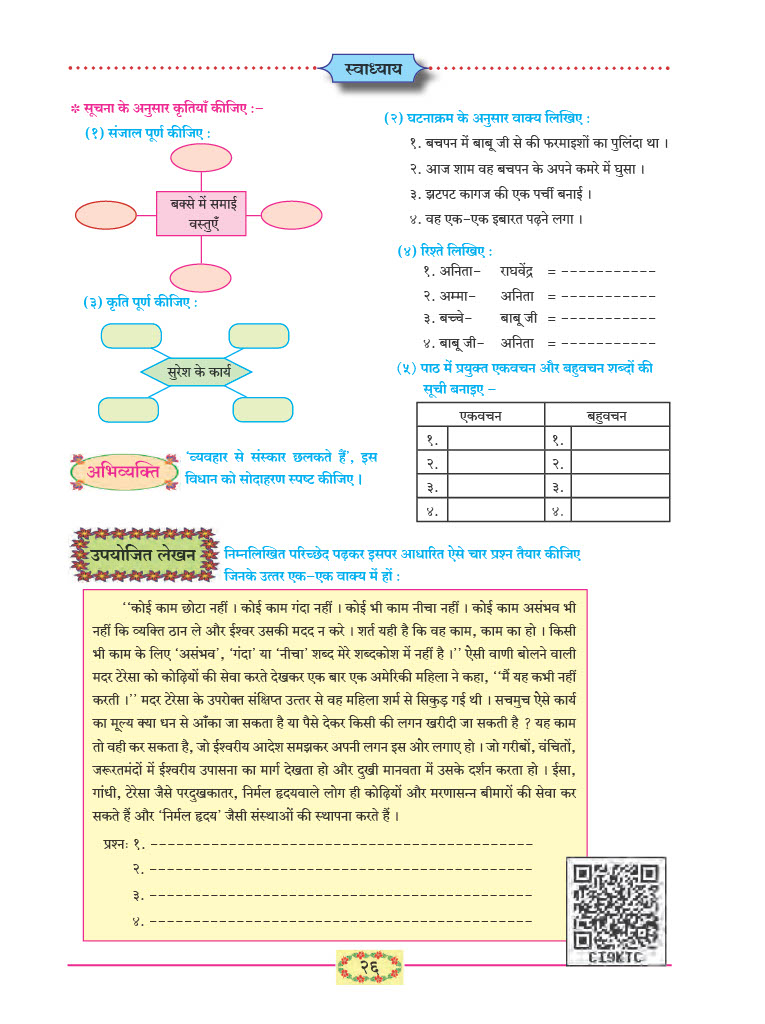 स्वाध्याय
* सूचना के अनुसार कृतियाँ कीजिए :-
(१) संजाल पूर्ण कीजिए :
बक्से में समाई
वस्तुएँ
(३) कृति पूर्ण कीजिए :
सुरेश के कार्य
(२) घटनाक्रम के अनुसार वाक्य लिखिए :
१. बचपन में बाबू जी से की फरमाइशों का पुलिंदा था ।
२. आज शाम वह बचपन के अपने कमरे में घुसा ।
३. झटपट कागज की एक पर्ची बनाई ।
४. वह एक-एक इबारत पढ़ने लगा ।
(४) रिश्ते लिखिए :
१. अनिता- राघवेंद्र = -----------
२. अम्मा- अनिता = -----------
३. बच्चे- बाबू जी = -----------
४. बाबू जी- अनिता = -----------
(५) पाठ में प्रयुक्त एकवचन और बहुवचन शब्दों की
सूची बनाइए -
एकवचन बहुवचन
१. १.
२. २.
३. ३.
४. ४.
अभिव्यक्ति
'व्यवहार से संस्कार छलकते हैं', इस
विधान को सोदाहरण स्पष्ट कीजिए ।
उपयोजित लेखन
निम्नलिखित परिच्छेद पढ़कर इसपर आधारित ऐसे चार प्रश्न तैयार कीजिए
जिनके उत्तर एक-एक वाक्य में हों :
‘‘कोई काम छोटा नहीं । कोई काम गंदा नहीं । कोई भी काम नीचा नहीं । कोई काम असंभव भी
नहीं कि व्यक्ति ठान ले और ईश्वर उसकी मदद न करे । शर्त यही है कि वह काम, काम का हो । किसी
भी काम के लिए ‘असंभव’, ‘गंदा’ या ‘नीचा’ शब्द मेरे शब्दकोश में नहीं है ।’’ ऐसी वाणी बोलने वाली
मदर टेरेसा को कोढ़ियों की सेवा करते देखकर एक बार एक अमेरिकी महिला ने कहा, ‘‘मैं यह कभी नहीं
करती ।’’ मदर टेरेसा के उपरोक्त संक्षिप्त उत्तर से वह महिला शर्म से सिकुड़ गई थी । सचमुच ऐसे कार्य
का मूल्य क्या धन से आँका जा सकता है या पैसे देकर किसी की लगन खरीदी जा सकती है ? यह काम
तो वही कर सकता है, जो ईश्वरीय आदेश समझकर अपनी लगन इस ओर लगाए हो । जो गरीबों, वंचितों,
जरूरतमंदों में ईश्वरीय उपासना का मार्ग देखता हो और दुखी मानवता में उसके दर्शन करता हो । ईसा,
गांधी, टेरेसा जैसे परदुखकातर, निर्मल हृदयवाले लोग ही कोढ़ियों और मरणासन्न बीमारों की सेवा कर
सकते हैं और ‘निर्मल हृदय’ जैसी संस्थाओं की स्थापना करते हैं ।
प्रश्नः १. --------------------------------------------
२. --------------------------------------------
३. --------------------------------------------
४. --------------------------------------------
CI9KTC
२६